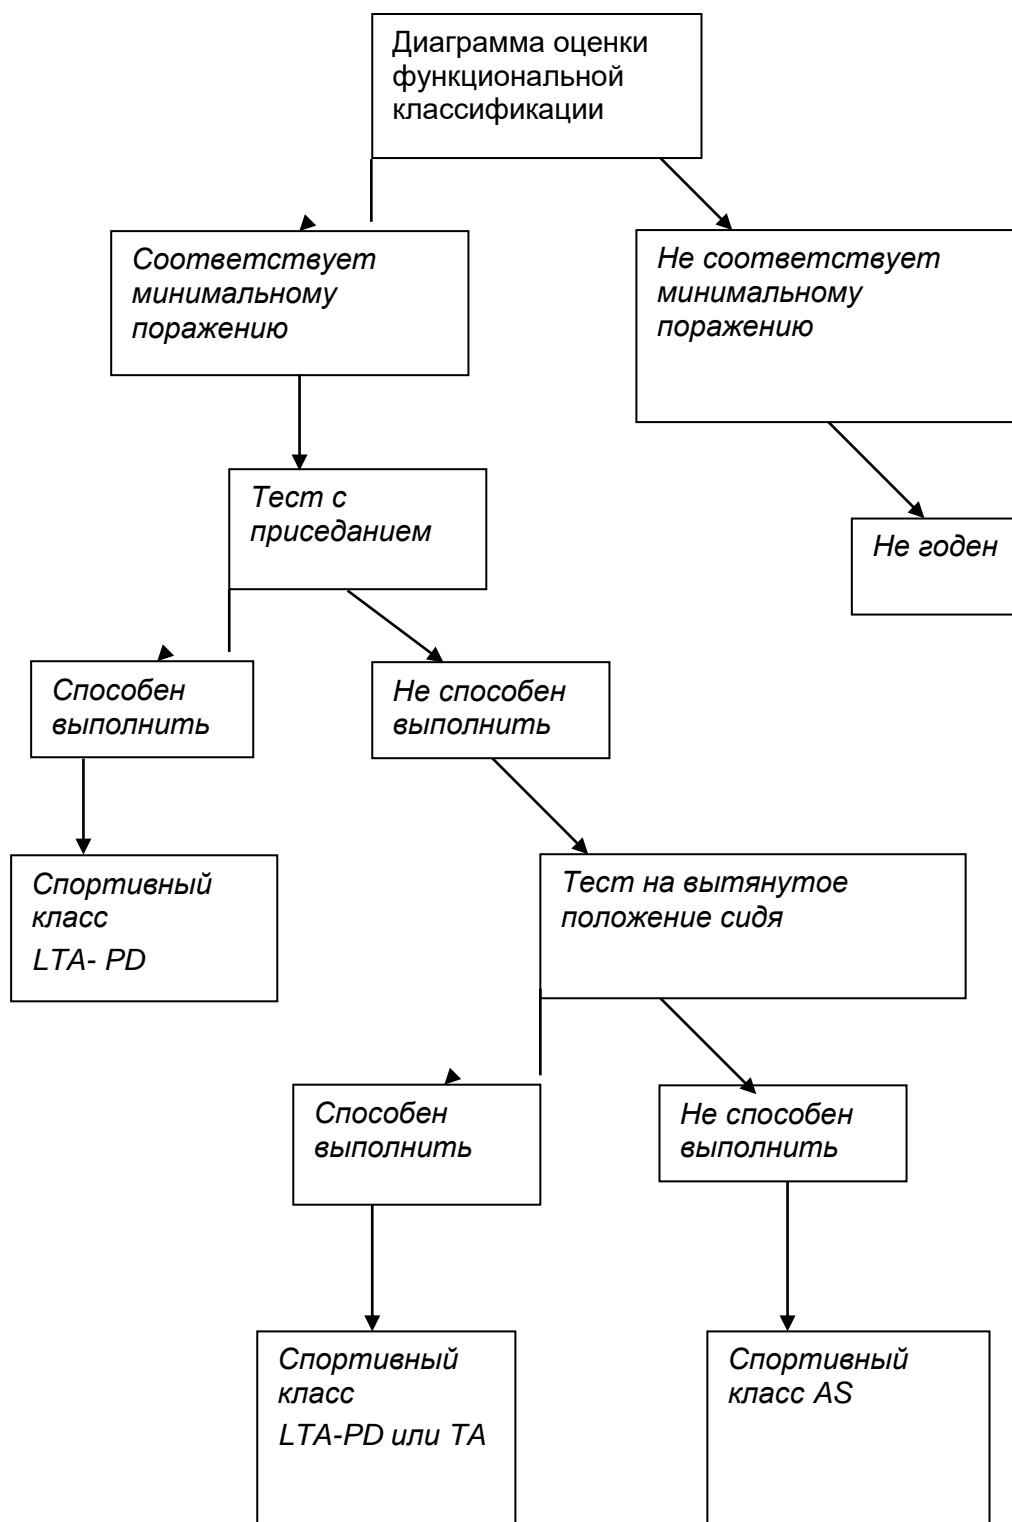 Диаграмма оценки
функциональной
классификации
Соответствует
минимальному
поражению
Не соответствует
минимальному
поражению
Тест с
приседанием
Не годен
Способен
выполнить
Не способен
выполнить
Спортивный
класс
LTA- PD
Тест на вытянутое
положение сидя
Способен
выполнить
Не способен
выполнить
Спортивный
класс
LTA-PD или TA
Спортивный
класс AS